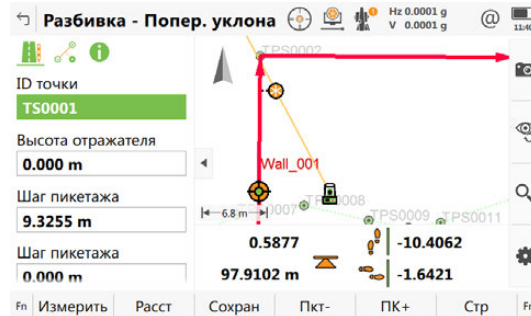 Разбивка - Попер. уклона
Hz 0.0001 g
V 0.0001 g
11:40
ID точки
TS0001
Высота отражателя
0.000 m
Шаг пикетажа
9.3255 m
Шаг пикетажа
0.000 m
TPS0002
Wall_001
6.8 m
TPS0008
TPS0009
TPS0011
0.5877
-10.4062
97.9102 m
-1.6421
Fn Измерить Расст Сохран Пкт- ПК+ Стр